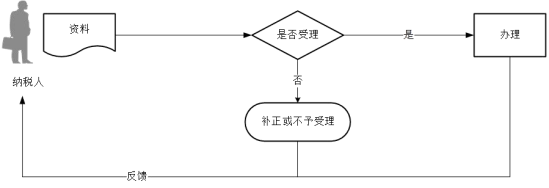 资料
是否受理
是
办理
纳税人
否
补正或不予受理
反馈